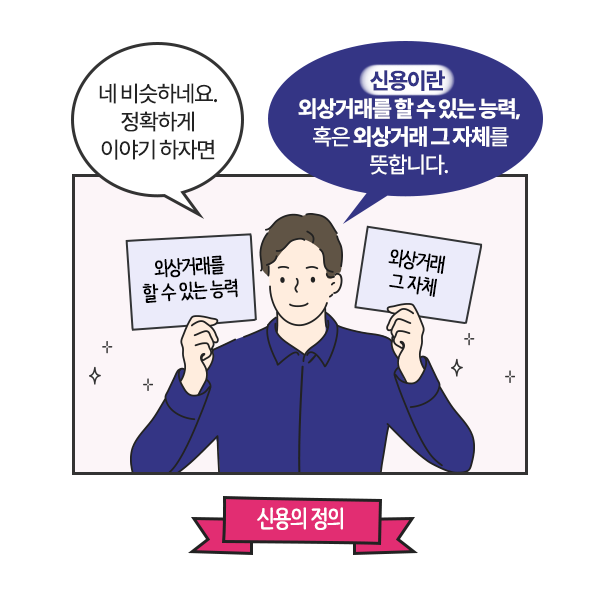 네 비슷하네요.
정확하게
이야기 하자면
신용이란
외상거래를 할 수 있는 능력,
혹은 외상거래 그 자체를
뜻합니다.
외상거래를
할 수 있는 능력
외상거래
그 자체
신용의 정의